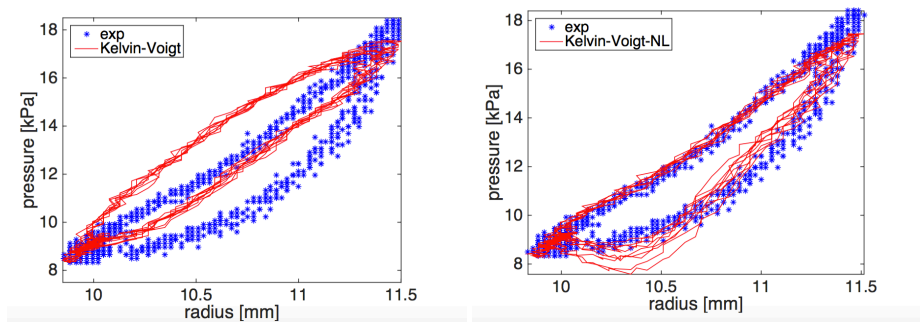 exp
Kelvin-Voigt
18
16
14
12
10
8
pressure [kPa]
10
10.5
11
11.5
radius [mm]
exp
Kelvin-Voigt-NL
18
16
14
12
10
8
pressure [kPa]
10
10.5
11
11.5
radius [mm]